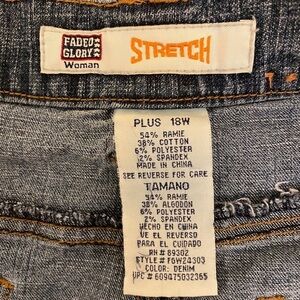 FADED
GLORY
Woman
STRETCH
PLUS 18W
54% RAMIE
38% COTTON
6% POLYESTER
2% SPANDEX
MADE IN CHINA
SEE REVERSE FOR CARE
TAMANO
54% RAMIE
38% ALGODON
6% POLYESTER
2% SPANDEX
HECHO EN CHINA
VE EL REVERSO
PARA EL CUIDADO
RN# 89302
STYLE# F6W24303
COLOR: DENIM
UPC# 609475032365